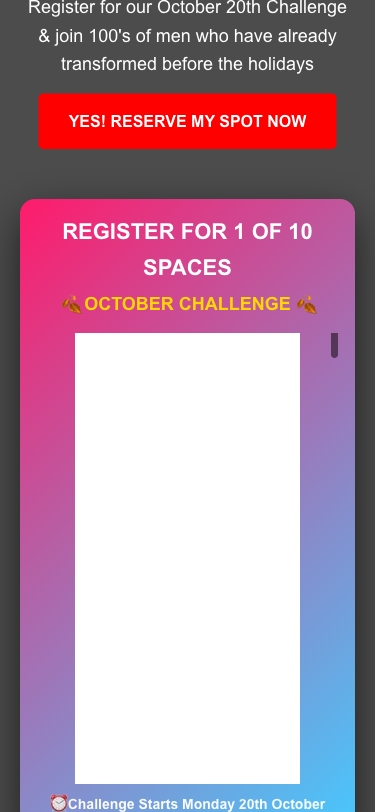 Register for our October 20th Challenge
& join 100's of men who have already
transformed before the holidays
YES! RESERVE MY SPOT NOW
REGISTER FOR 1 OF 10
SPACES
🍂 OCTOBER CHALLENGE 🍂
⏰Challenge Starts Monday 20th October